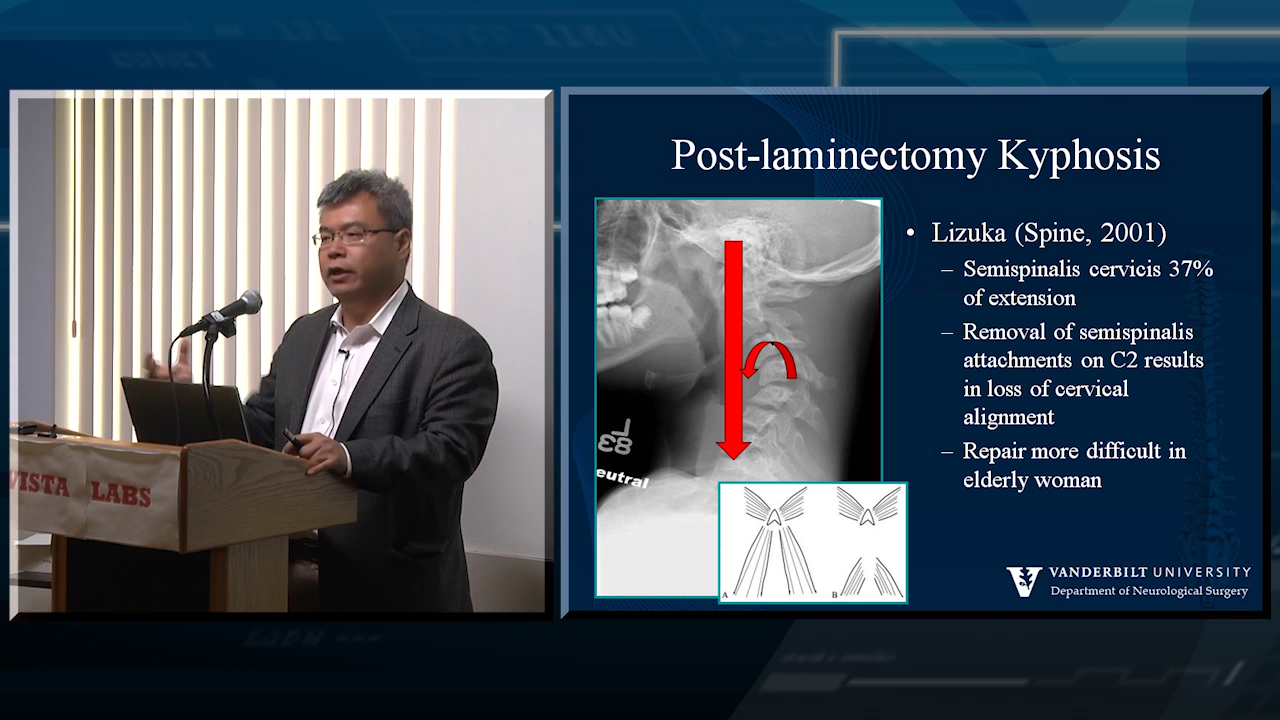 VISTA LABS
Post-laminectomy Kyphosis
• Lizuka (Spine, 2001)
– Semispinalis cervicis 37%
of extension
– Removal of semispinalis
attachments on C2 results
in loss of cervical
alignment
– Repair more difficult in
elderly woman
L
83
eutral
A
B
V VANDERBILT UNIVERSITY
Department of Neurological Surgery